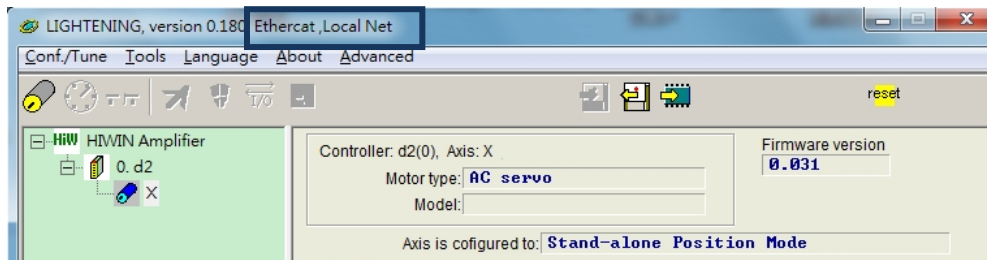 LIGHTENING, version 0.180, Ethercat ,Local Net
Conf./Tune Tools Language About Advanced
I/O
reset
HiW HIWIN Amplifier
0. d2
X
Controller: d2(0), Axis: X
Motor type: AC servo
Model:
Firmware version
0.031
Axis is cofigured to: Stand-alone Position Mode